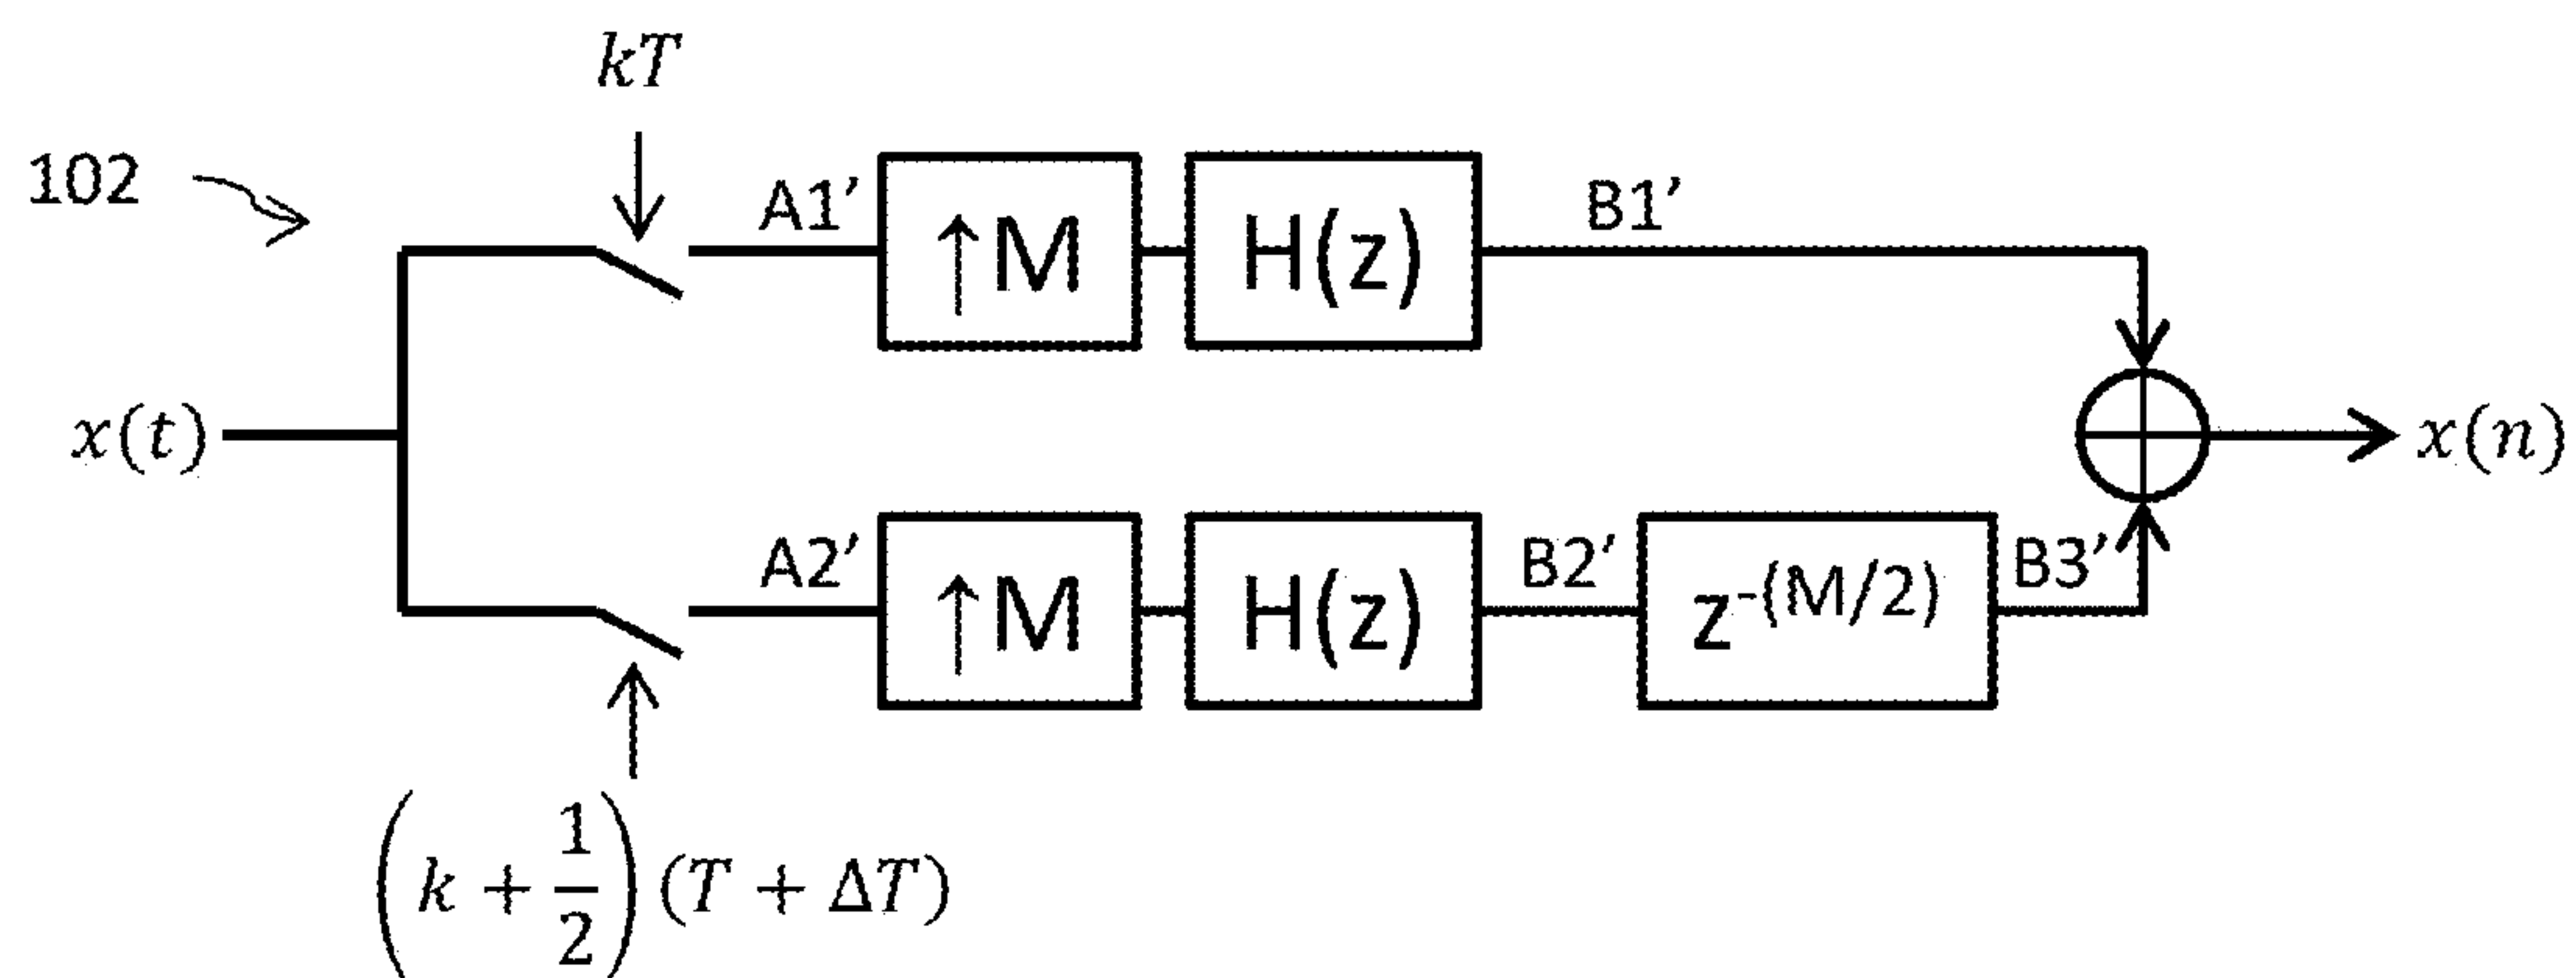 kT
102
A1’ ↑M H(z) B1’
x(t) x(n)
A2’ ↑M H(z) B2’ z^-(M/2) B3’
(k + 1/2) (T + ΔT)